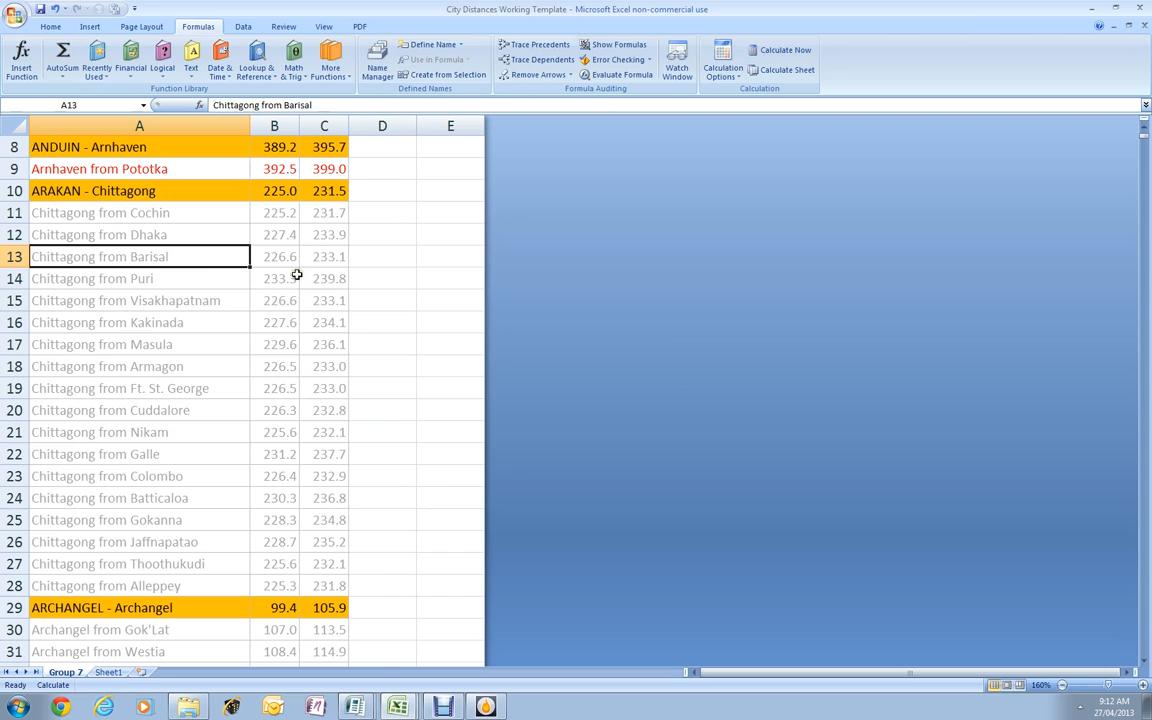 City Distances Working Template - Microsoft Excel non-commercial use
Home Insert Page Layout Formulas Data Review View PDF
Insert Function
AutoSum
Recently Used
Financial
Logical
Text
Date & Time
Lookup & Reference
Math & Trig
More Functions
Function Library
Name Manager
Define Name
Use in Formula
Create from Selection
Defined Names
Trace Precedents
Trace Dependents
Remove Arrows
Show Formulas
Error Checking
Evaluate Formula
Formula Auditing
Watch Window
Calculation Options
Calculate Now
Calculate Sheet
Calculation
A13 fx Chittagong from Barisal
A B C D E
8 ANDUIN - Arnhaven 389.2 395.7
9 Arnhaven from Pototka 392.5 399.0
10 ARAKAN - Chittagong 225.0 231.5
11 Chittagong from Cochin 225.2 231.7
12 Chittagong from Dhaka 227.4 233.9
13 Chittagong from Barisal 226.6 233.1
14 Chittagong from Puri 233. 239.8
15 Chittagong from Visakhapatnam 226.6 233.1
16 Chittagong from Kakinada 227.6 234.1
17 Chittagong from Masula 229.6 236.1
18 Chittagong from Armagon 226.5 233.0
19 Chittagong from Ft. St. George 226.5 233.0
20 Chittagong from Cuddalore 226.3 232.8
21 Chittagong from Nikam 225.6 232.1
22 Chittagong from Galle 231.2 237.7
23 Chittagong from Colombo 226.4 232.9
24 Chittagong from Batticaloa 230.3 236.8
25 Chittagong from Gokanna 228.3 234.8
26 Chittagong from Jaffnapatao 228.7 235.2
27 Chittagong from Thoothukudi 225.6 232.1
28 Chittagong from Alleppey 225.3 231.8
29 ARCHANGEL - Archangel 99.4 105.9
30 Archangel from Gok'Lat 107.0 113.5
31 Archangel from Westia 108.4 114.9
Group 7 Sheet1
Ready Calculate 160%
9:12 AM
27/04/2013